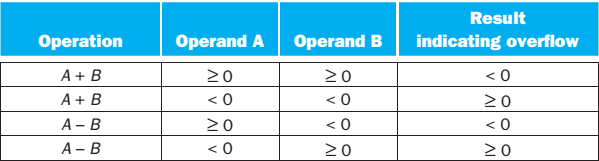 Operation Operand A Operand B Result indicating overflow
A + B ≥ 0 ≥ 0 < 0
A + B < 0 < 0 ≥ 0
A – B ≥ 0 < 0 < 0
A – B < 0 ≥ 0 ≥ 0